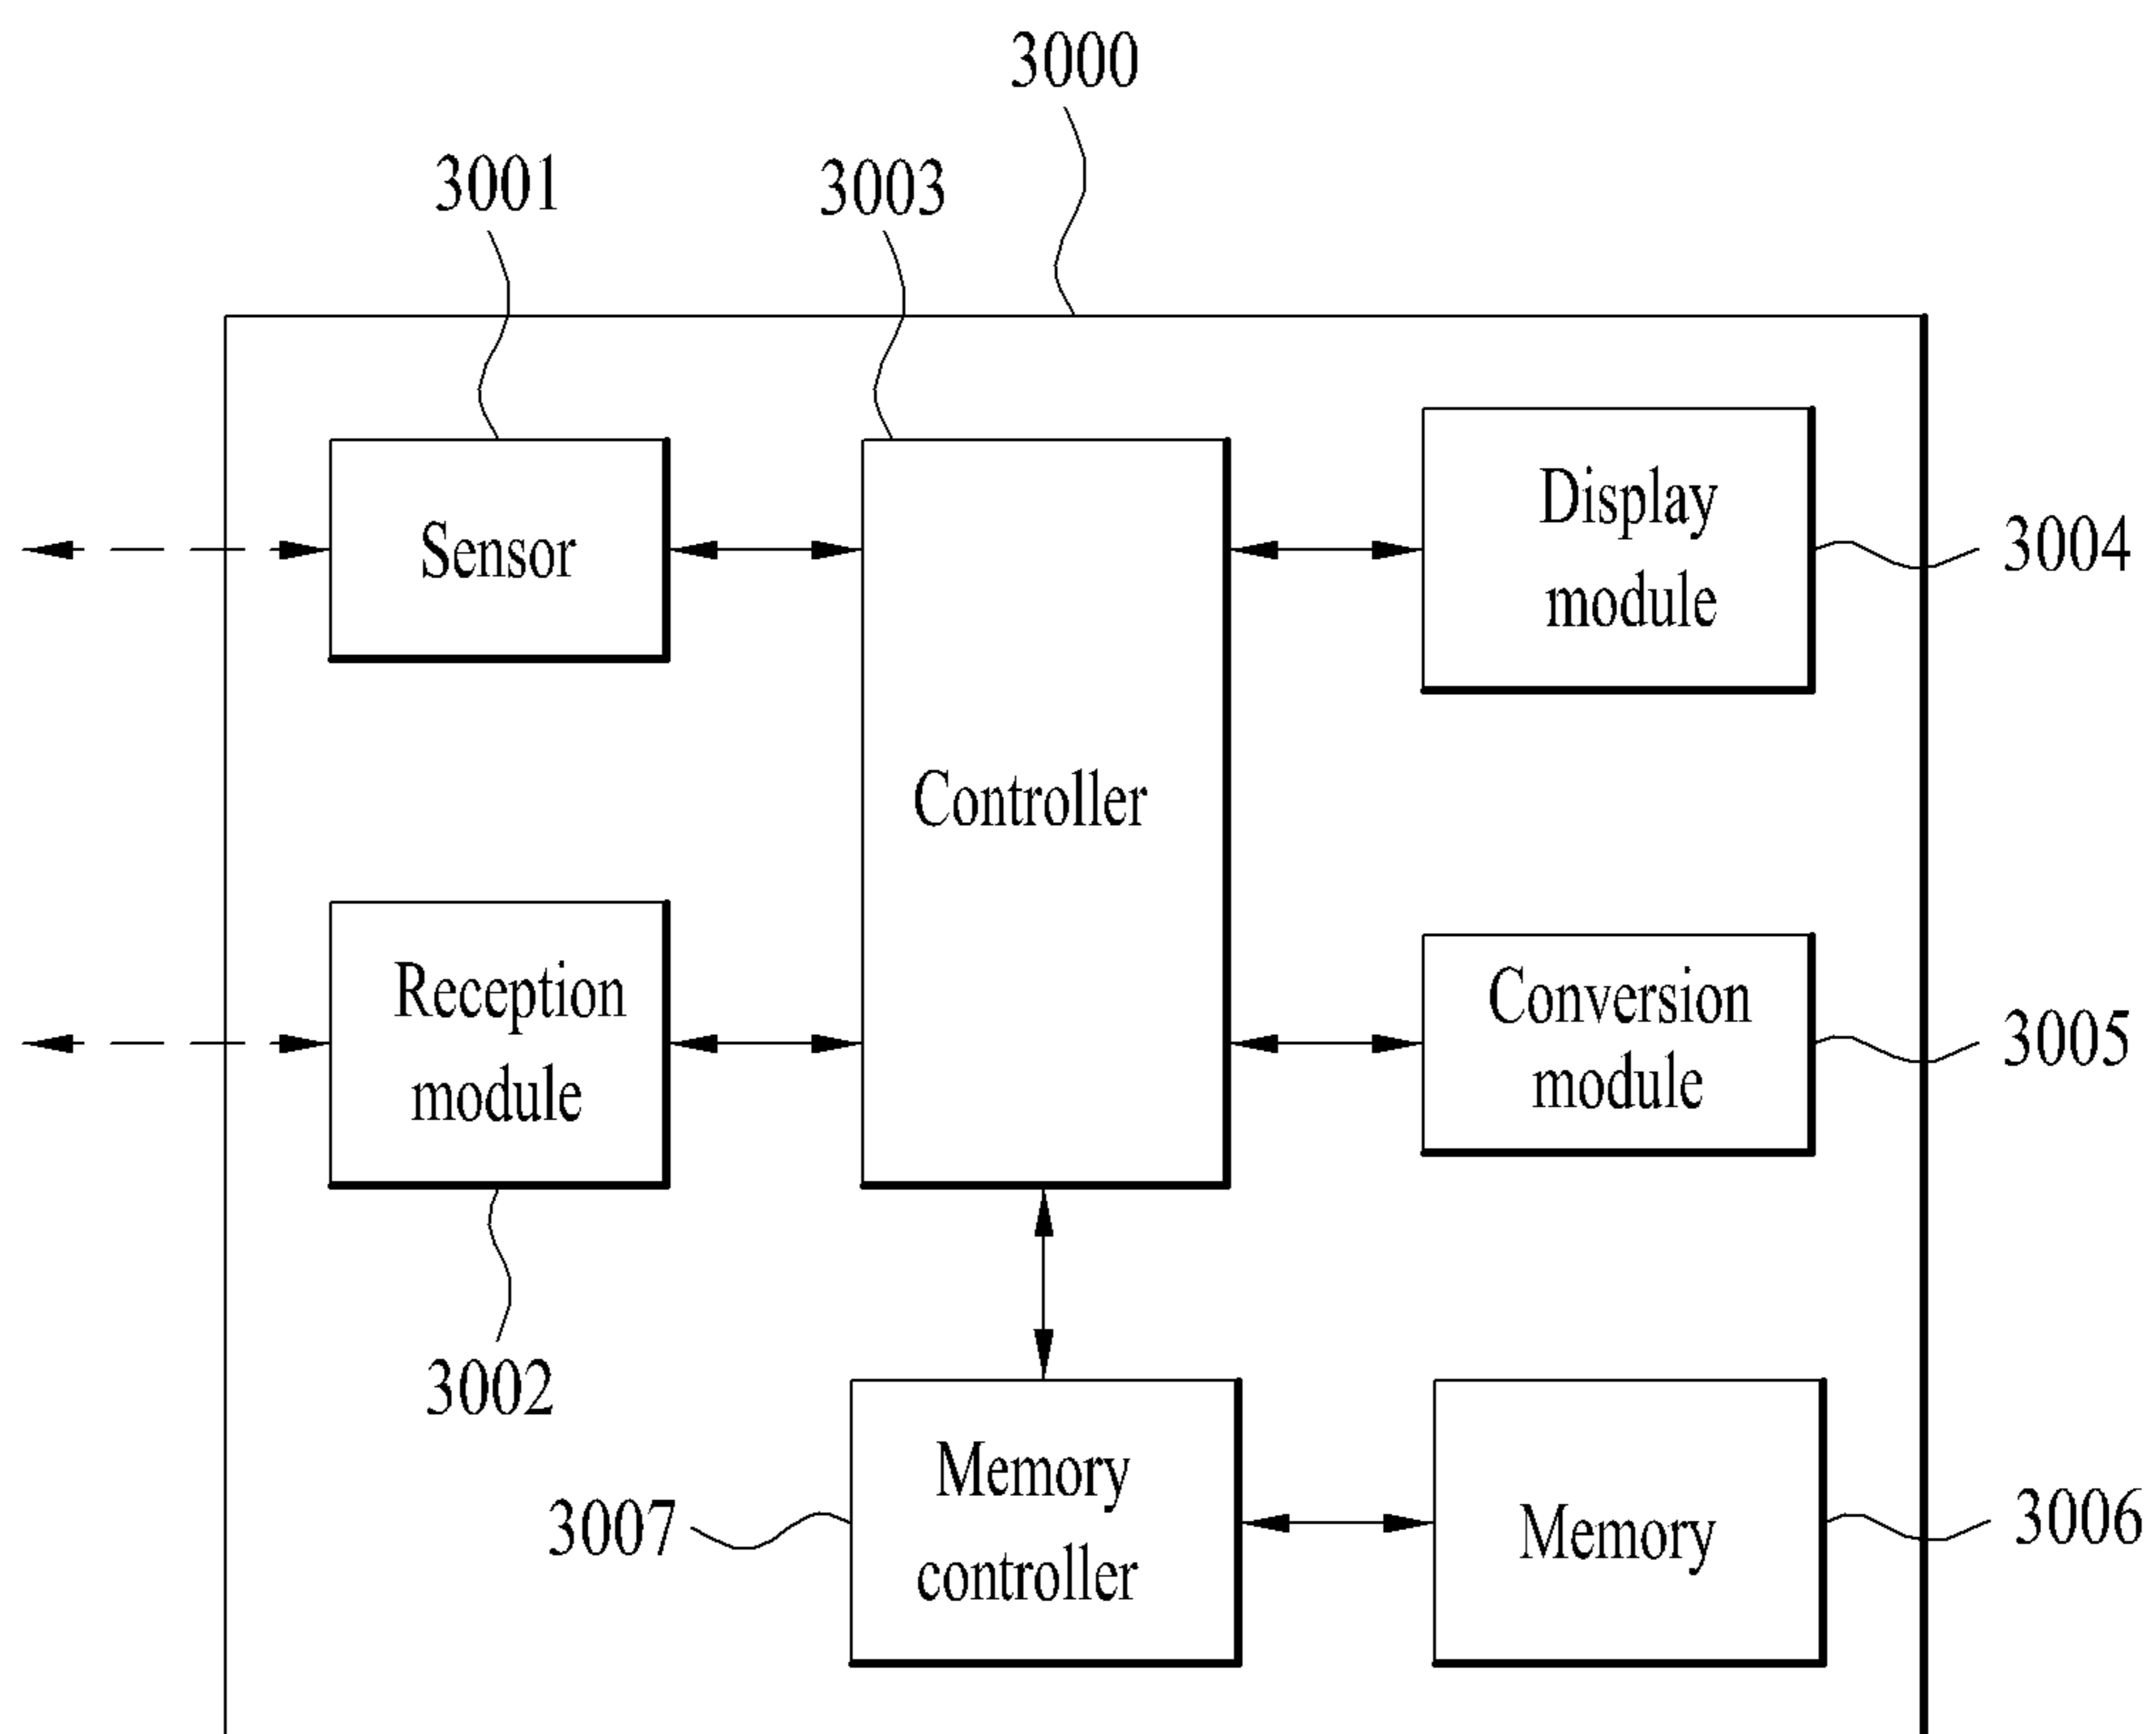 3000
3001
3003
Sensor
Display
module
3004
Controller
Reception
module
Conversion
module
3005
3002
Memory
controller
3007
Memory
3006